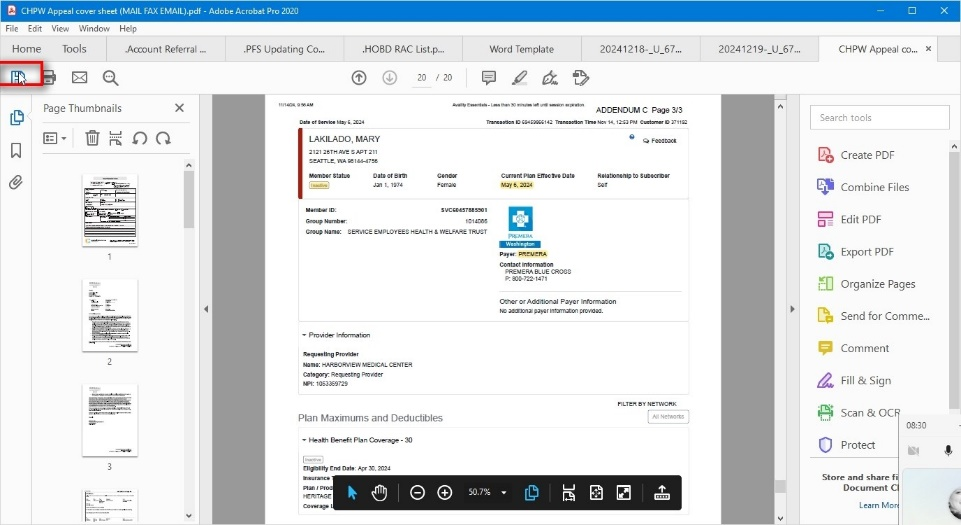 CHPW Appeal cover sheet (MAIL FAX EMAIL).pdf - Adobe Acrobat Pro 2020
File Edit View Window Help
Home Tools .Account Referral ... .PFS Updating Co... .HOBD RAC List.p... Word Template 20241218-_U_67... 20241219-_U_67... CHPW Appeal co... ×
20 / 20
Page Thumbnails
1
2
3
11/14/24, 9:56 AM Availity Essentials - Less than 30 minutes left until session expiration.
ADDENDUM C Page 3/3
Date of Service May 6, 2024 Transaction ID Transaction Time Nov 14, 12:53 PM Customer ID
LAKILADO, MARY
Feedback
2121 26TH AVE S APT 211
SEATTLE, WA 98144-4756
Member Status Date of Birth Gender Current Plan Effective Date Relationship to Subscriber
Inactive Jan 1, 1974 Female May 6, 2024 Self
Member ID: SVC60457885901
Group Number: 1014086
Group Name: SERVICE EMPLOYEES HEALTH & WELFARE TRUST
PREMERA
Washington
Payer: PREMERA
Contact Information
PREMERA BLUE CROSS
P: 800-722-1471
Other or Additional Payer Information
No additional payer information provided.
Provider Information
Requesting Provider
Name: HARBORVIEW MEDICAL CENTER
Category: Requesting Provider
NPI: 1053359729
FILTER BY NETWORK
Plan Maximums and Deductibles
All Networks
Health Benefit Plan Coverage - 30
Inactive
Eligibility End Date: Apr 30, 2024
Insurance T
Plan / Prod
HERITAGE
Coverage L
50.7%
Search tools
Create PDF
Combine Files
Edit PDF
Export PDF
Organize Pages
Send for Comme...
Comment
Fill & Sign
Scan & OCR
Protect
Store and share fi
Document Cl
Learn More
08:30